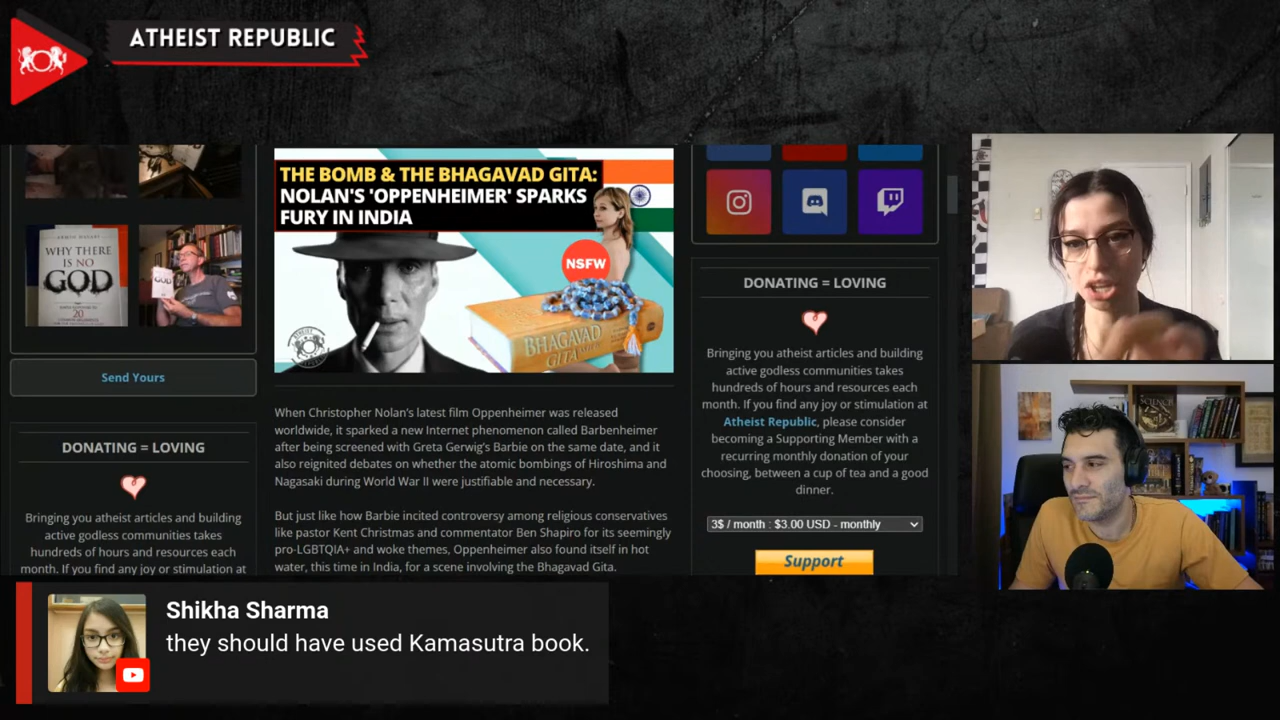 ATHEIST REPUBLIC
THE BOMB & THE BHAGAVAD GITA:
NOLAN'S 'OPPENHEIMER' SPARKS
FURY IN INDIA
NSFW
BHAGAVAD
WHY THERE
IS NO
GOD
20
Send Yours
DONATING = LOVING
Bringing you atheist articles and building
active godless communities takes
hundreds of hours and resources each
month. If you find any joy or stimulation at
When Christopher Nolan's latest film Oppenheimer was released
worldwide, it sparked a new Internet phenomenon called Barbenheimer
after being screened with Greta Gerwig's Barbie on the same date, and it
also reignited debates on whether the atomic bombings of Hiroshima and
Nagasaki during World War II were justifiable and necessary.
But just like how Barbie incited controversy among religious conservatives
like pastor Kent Christmas and commentator Ben Shapiro for its seemingly
pro-LGBTQIA+ and woke themes, Oppenheimer also found itself in hot
water, this time in India, for a scene involving the Bhagavad Gita.
DONATING = LOVING
Bringing you atheist articles and building
active godless communities takes
hundreds of hours and resources each
month. If you find any joy or stimulation at
Atheist Republic, please consider
becoming a Supporting Member with a
recurring monthly donation of your
choosing, between a cup of tea and a good
dinner.
3$ / month : $3.00 USD - monthly
Support
SCIENCE
Shikha Sharma
they should have used Kamasutra book.